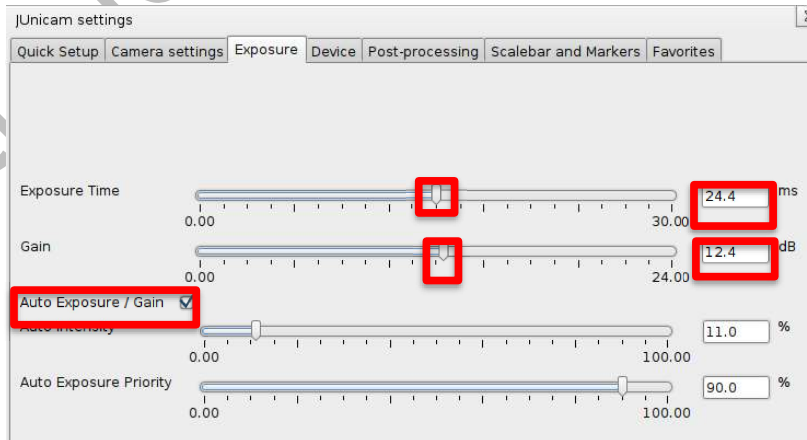 JUnicam settings
Quick Setup Camera settings Exposure Device Post-processing Scalebar and Markers Favorites
Exposure Time 24.4 ms
0.00 30.00
Gain 12.4 dB
0.00 24.00
Auto Exposure / Gain
Auto Intensity 11.0 %
0.00 100.00
Auto Exposure Priority 90.0 %
0.00 100.00